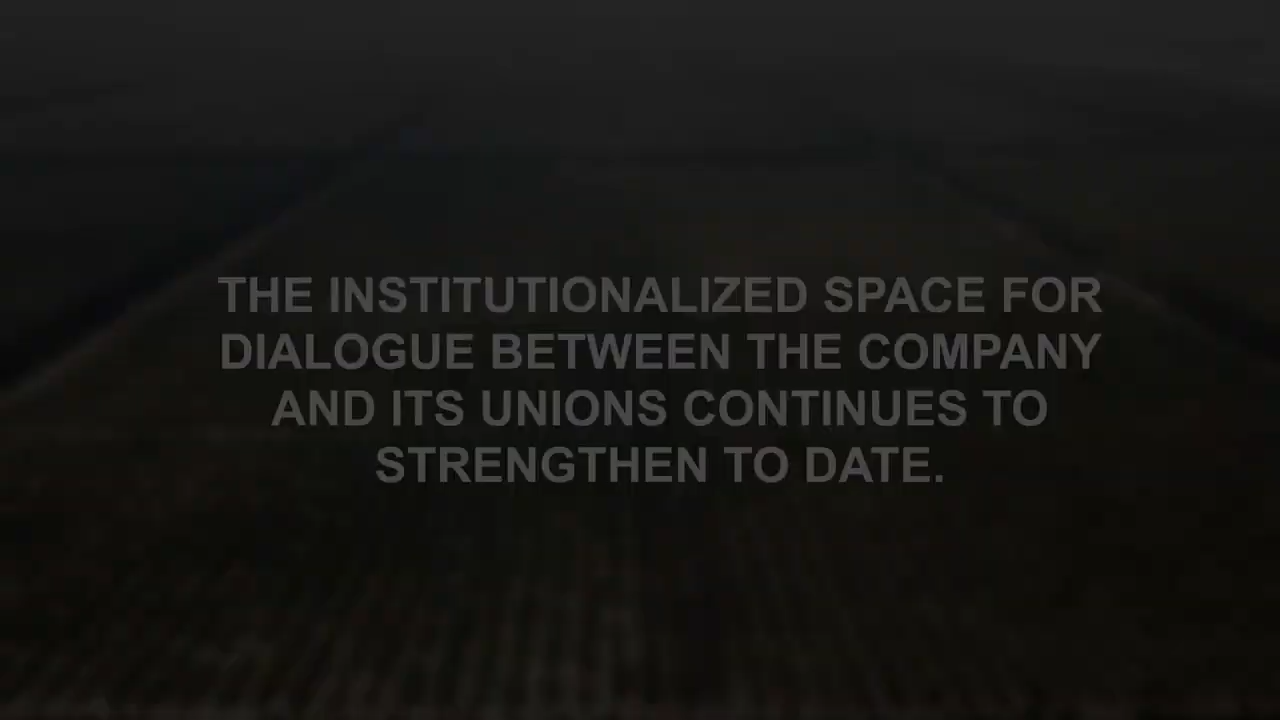 THE INSTITUTIONALIZED SPACE FOR
DIALOGUE BETWEEN THE COMPANY
AND ITS UNIONS CONTINUES TO
STRENGTHEN TO DATE.